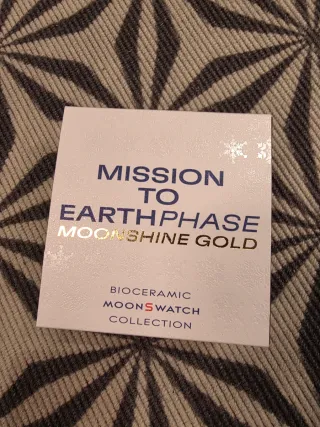 MISSION
TO
EARTHPHASE
MOONSHINE GOLD
BIOCERAMIC
MOONSWATCH
COLLECTION